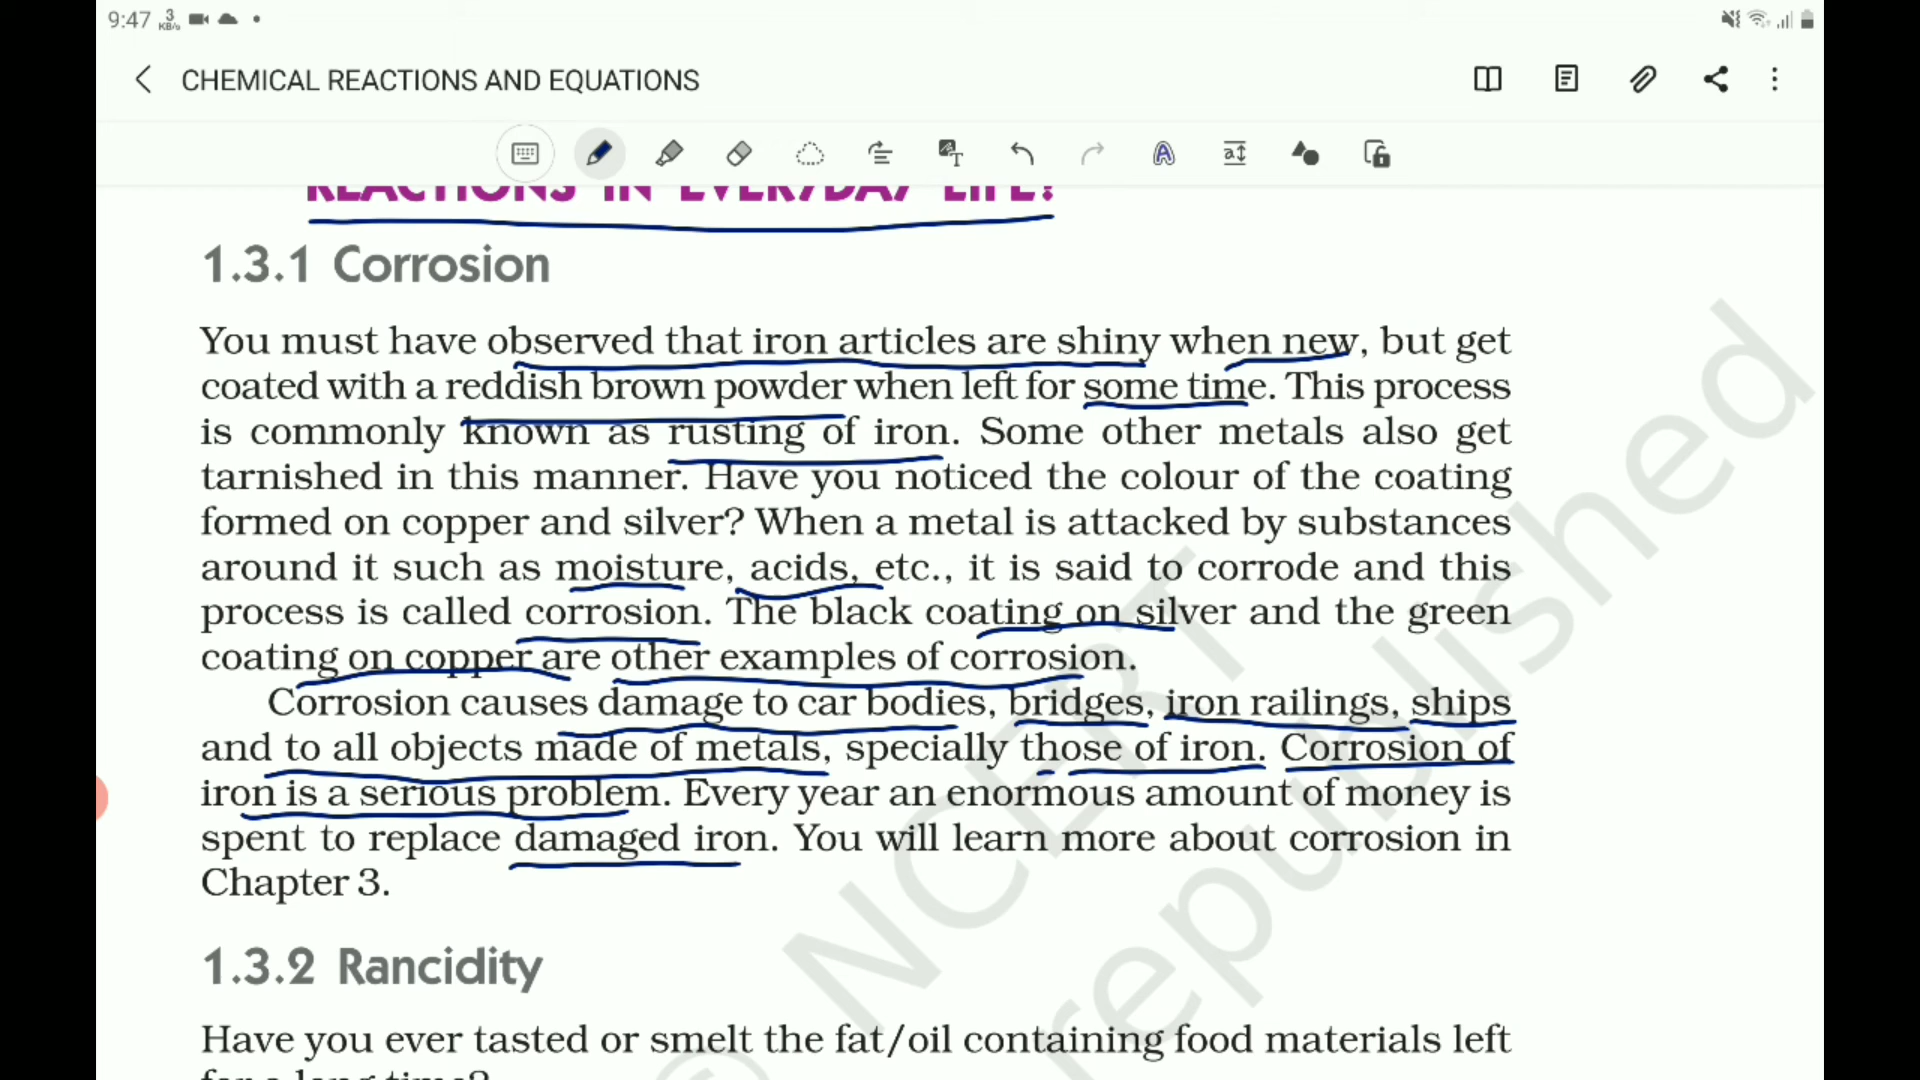 9:47 3 KB/s
CHEMICAL REACTIONS AND EQUATIONS
REACTIONS IN EVERYDAY LIFE?
1.3.1 Corrosion
You must have observed that iron articles are shiny when new, but get
coated with a reddish brown powder when left for some time. This process
is commonly known as rusting of iron. Some other metals also get
tarnished in this manner. Have you noticed the colour of the coating
formed on copper and silver? When a metal is attacked by substances
around it such as moisture, acids, etc., it is said to corrode and this
process is called corrosion. The black coating on silver and the green
coating on copper are other examples of corrosion.
Corrosion causes damage to car bodies, bridges, iron railings, ships
and to all objects made of metals, specially those of iron. Corrosion of
iron is a serious problem. Every year an enormous amount of money is
spent to replace damaged iron. You will learn more about corrosion in
Chapter 3.
1.3.2 Rancidity
Have you ever tasted or smelt the fat/oil containing food materials left
for a long time?
© NCERT
republished